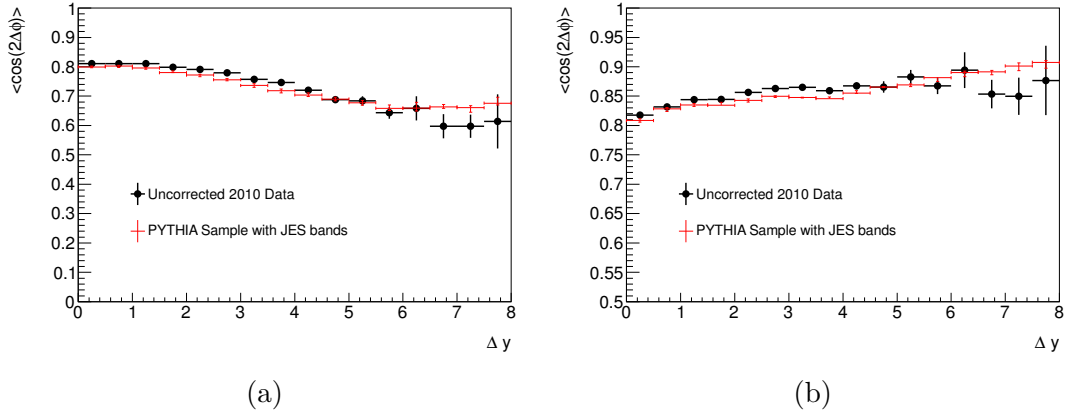 <cos(2Δϕ)>
1
0.9
0.8
0.7
0.6
0.5
0.4
0.3
0.2
0.1
0
Uncorrected 2010 Data
PYTHIA Sample with JES bands
0 1 2 3 4 5 6 7 8
Δ y
(a)
<cos(2Δϕ)>
1
0.95
0.9
0.85
0.8
0.75
0.7
0.65
0.6
0.55
0.5
Uncorrected 2010 Data
PYTHIA Sample with JES bands
0 1 2 3 4 5 6 7 8
Δ y
(b)